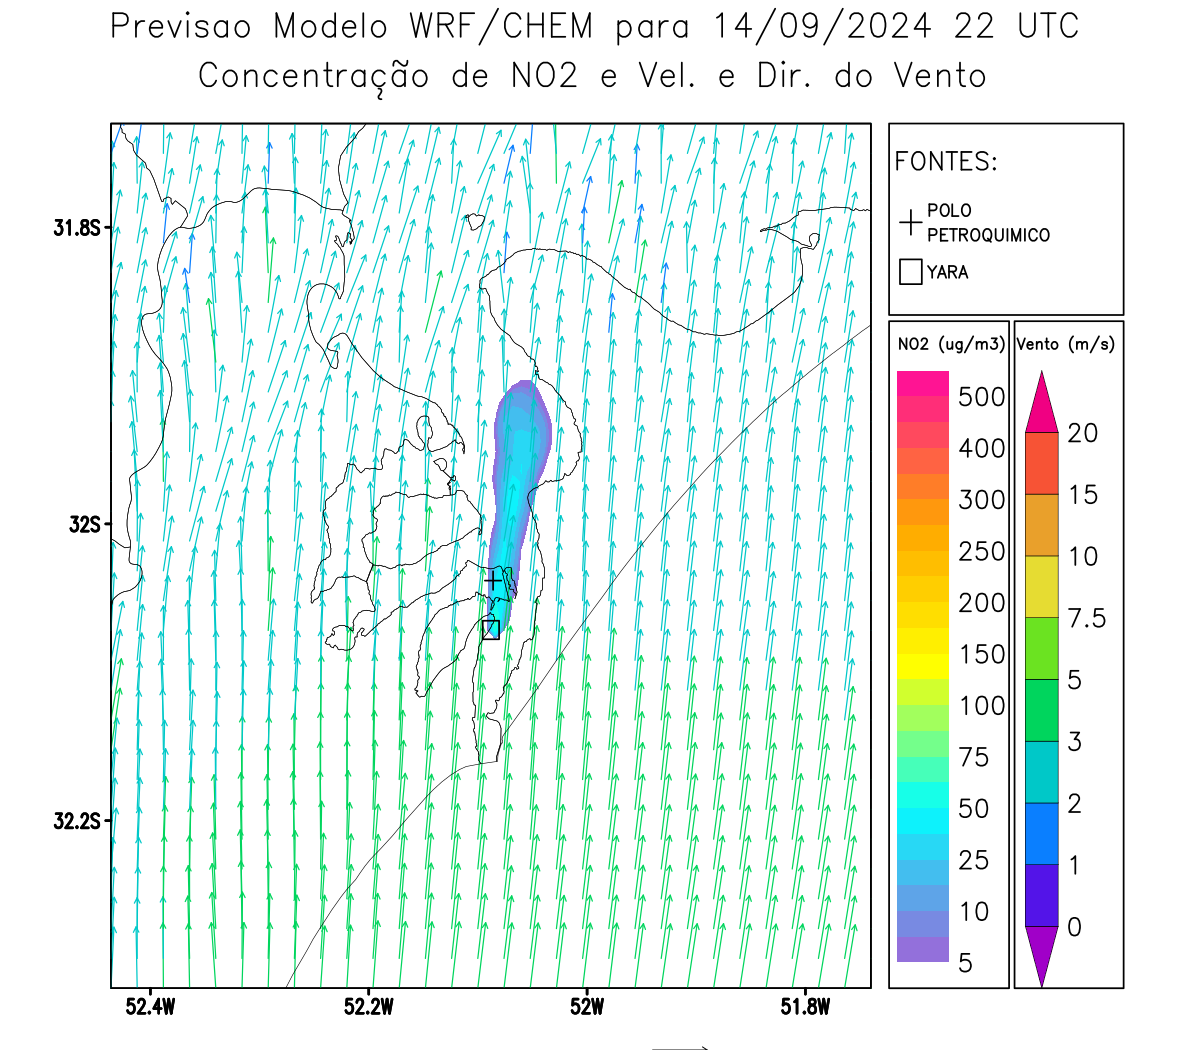 Previsao Modelo WRF/CHEM para 14/09/2024 22 UTC
Concentração de NO2 e Vel. e Dir. do Vento
FONTES:
POLO
PETROQUIMICO
YARA
31.8S
32S
32.2S
52.4W
52.2W
52W
51.8W
NO2 (ug/m3)
500
400
300
250
200
150
100
75
50
25
10
5
Vento (m/s)
20
15
10
7.5
5
3
2
1
0